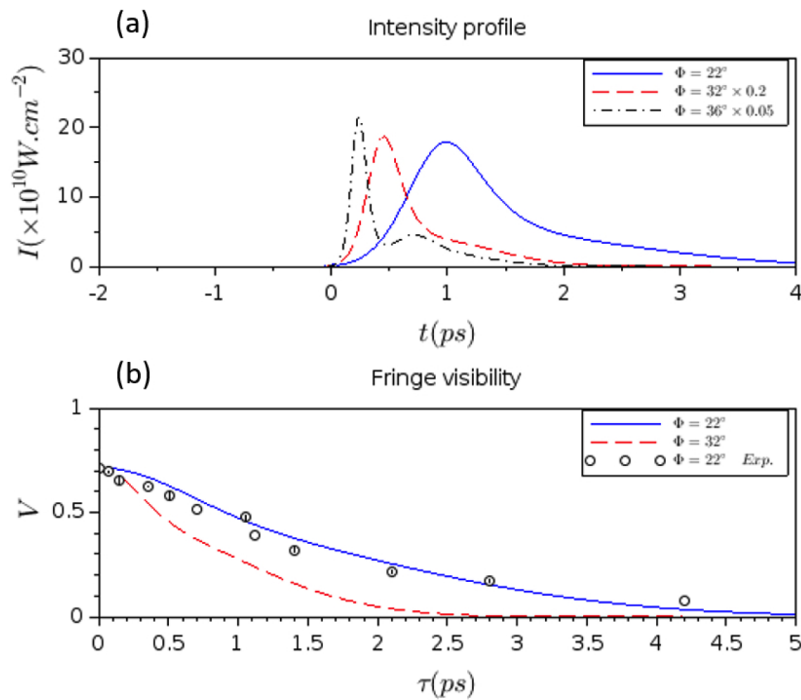 (a)
Intensity profile
I(×10¹⁰W.cm⁻²)
30
20
10
0
Φ = 22°
Φ = 32° × 0.2
Φ = 36° × 0.05
-2 -1 0 1 2 3 4
t(ps)
(b)
Fringe visibility
V
1
0.5
0
Φ = 22°
Φ = 32°
Φ = 22° Exp.
0 0.5 1 1.5 2 2.5 3 3.5 4 4.5 5
τ(ps)